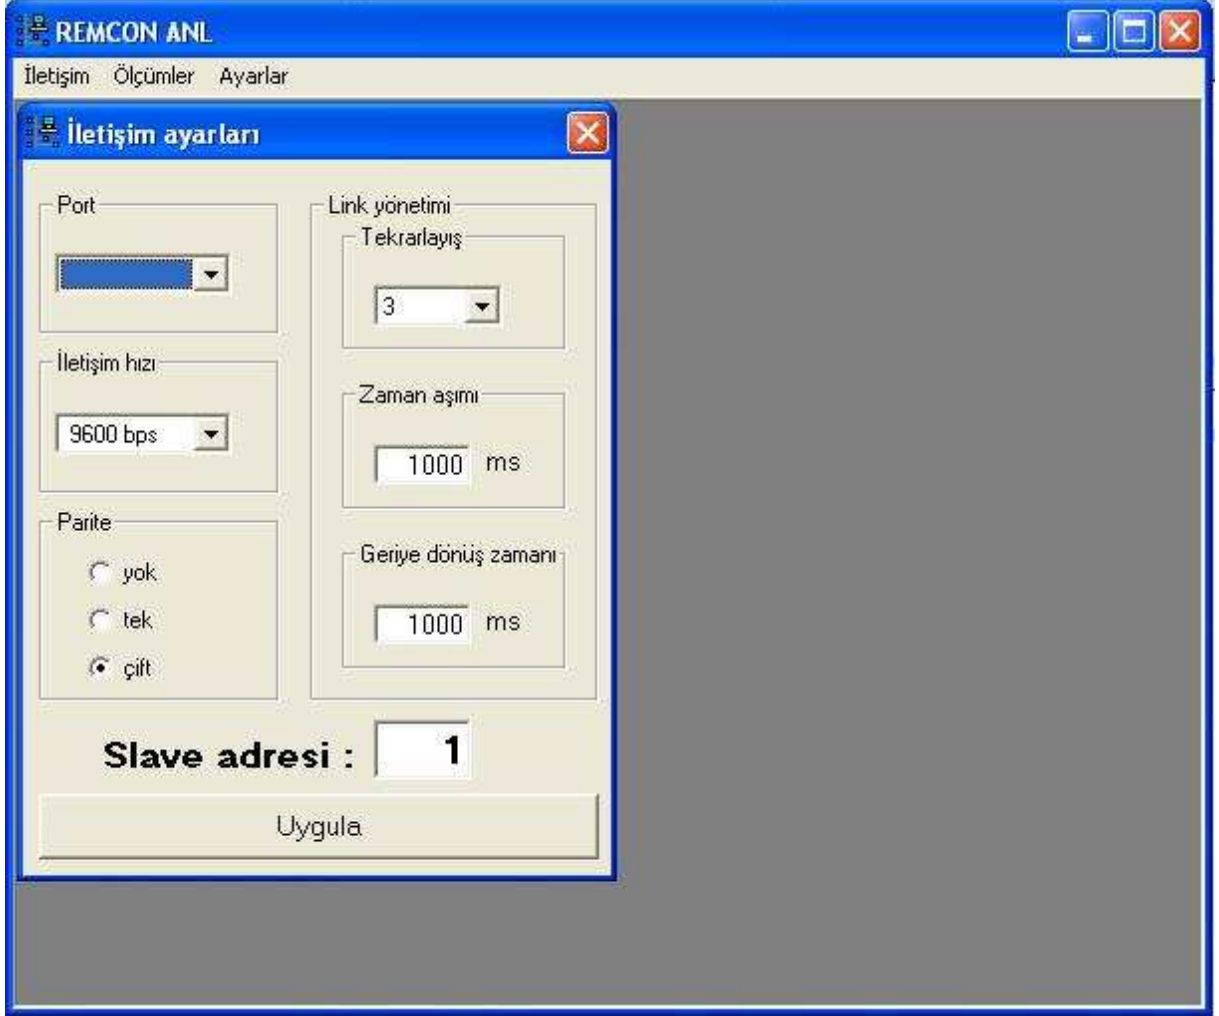 REMCON ANL
İletişim Ölçümler Ayarlar
İletişim ayarları
Port
İletişim hızı
9600 bps
Parite
yok
tek
çift
Link yönetimi
Tekrarlayış
3
Zaman aşımı
1000 ms
Geriye dönüş zamanı
1000 ms
Slave adresi : 1
Uygula